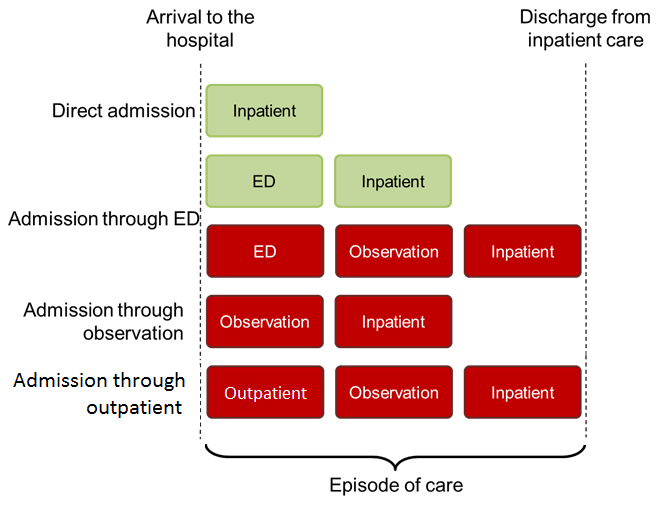 Arrival to the
hospital
Discharge from
inpatient care
Direct admission
Inpatient
ED
Inpatient
Admission through ED
ED
Observation
Inpatient
Admission through
observation
Observation
Inpatient
Admission through
outpatient
Outpatient
Observation
Inpatient
Episode of care